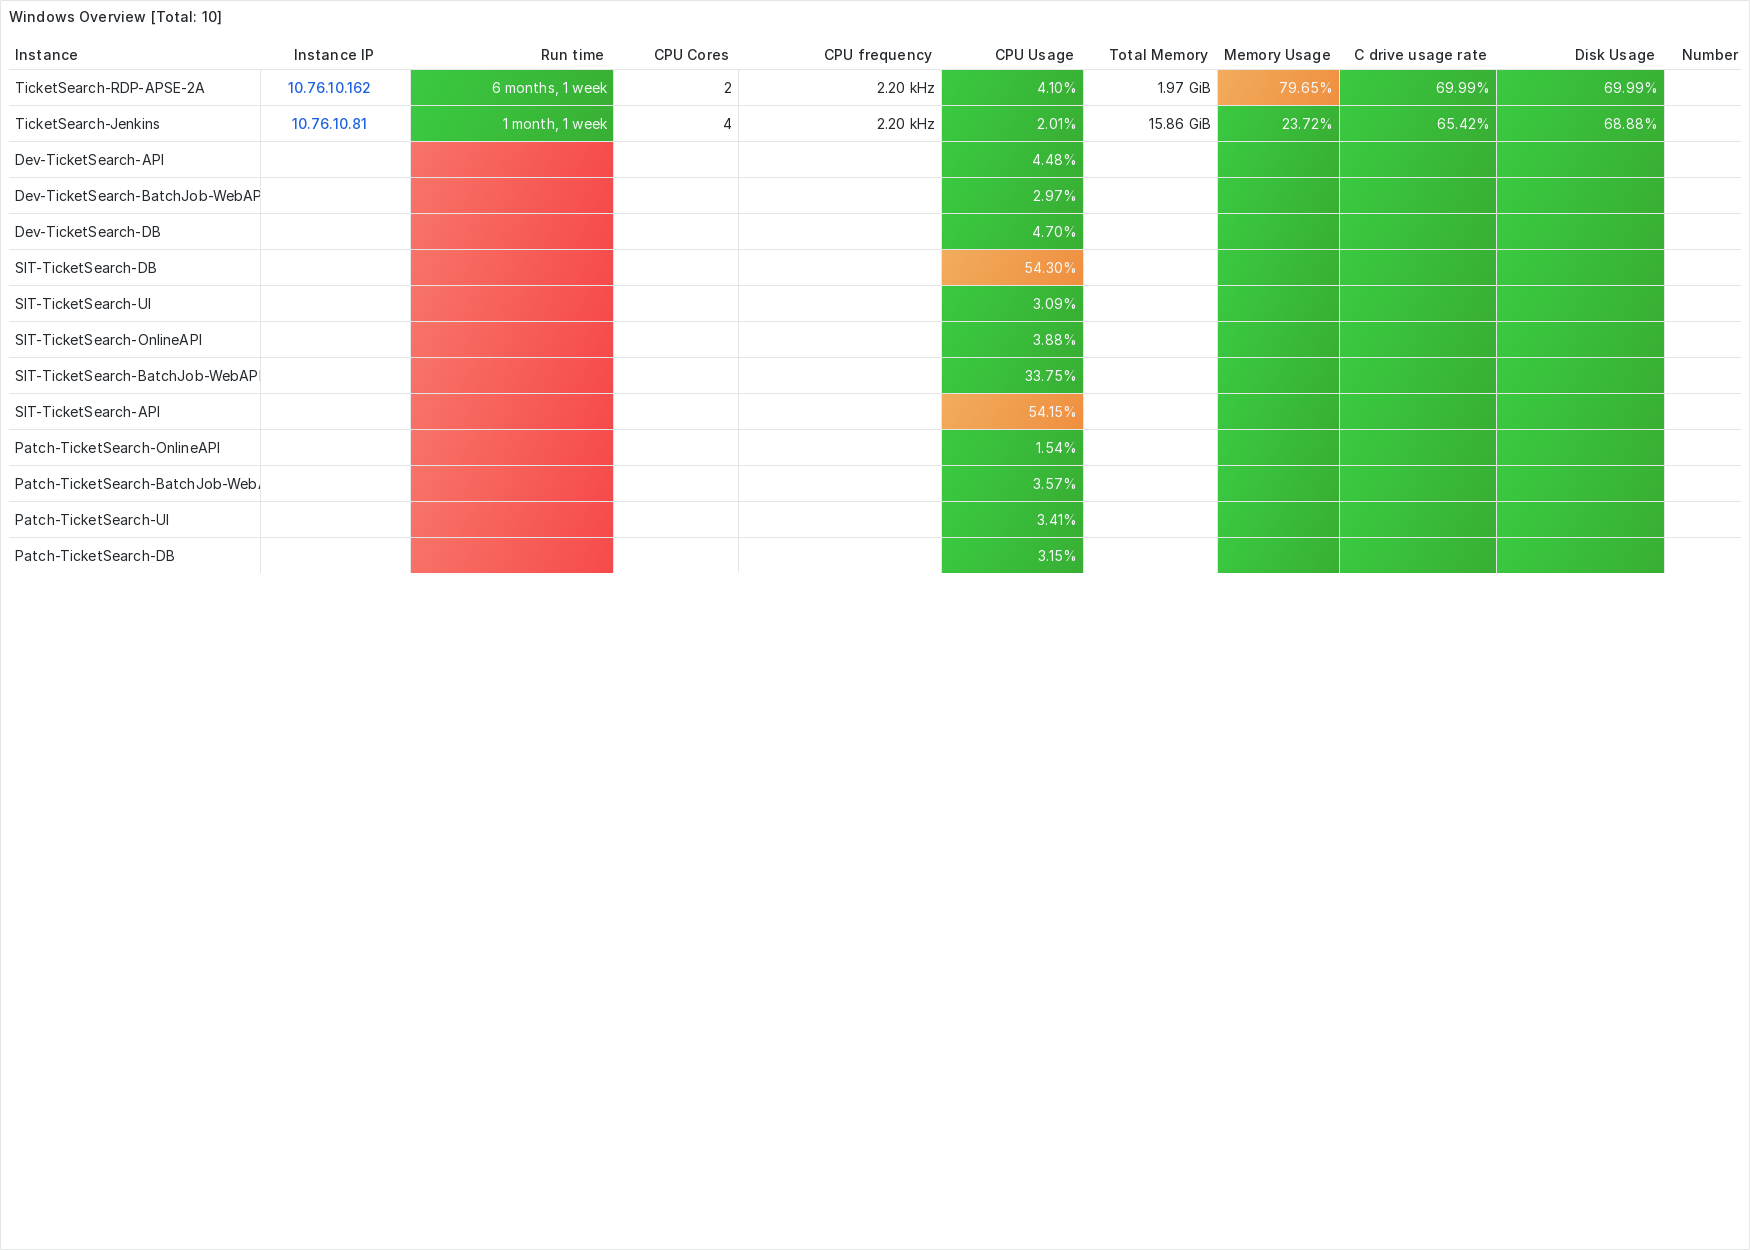 Windows Overview [Total: 10]
Instance Instance IP Run time CPU Cores CPU frequency CPU Usage Total Memory Memory Usage C drive usage rate Disk Usage Number
TicketSearch-RDP-APSE-2A 10.76.10.162 6 months, 1 week 2 2.20 kHz 4.10% 1.97 GiB 79.65% 69.99% 69.99%
TicketSearch-Jenkins 10.76.10.81 1 month, 1 week 4 2.20 kHz 2.01% 15.86 GiB 23.72% 65.42% 68.88%
Dev-TicketSearch-API 4.48%
Dev-TicketSearch-BatchJob-WebAP 2.97%
Dev-TicketSearch-DB 4.70%
SIT-TicketSearch-DB 54.30%
SIT-TicketSearch-UI 3.09%
SIT-TicketSearch-OnlineAPI 3.88%
SIT-TicketSearch-BatchJob-WebAPI 33.75%
SIT-TicketSearch-API 54.15%
Patch-TicketSearch-OnlineAPI 1.54%
Patch-TicketSearch-BatchJob-WebA 3.57%
Patch-TicketSearch-UI 3.41%
Patch-TicketSearch-DB 3.15%